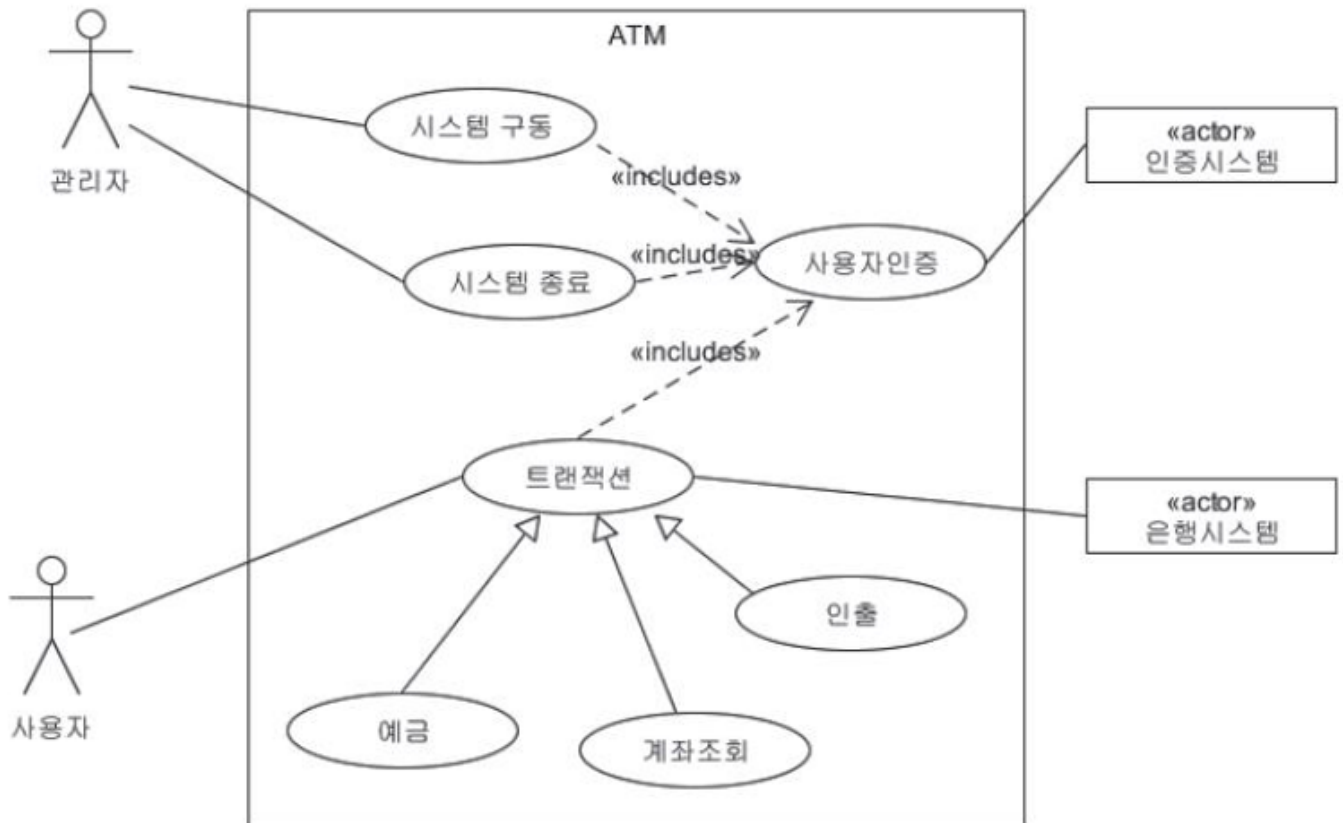 ATM
시스템 구동
«actor»
인증시스템
관리자
«includes»
시스템 종료
«includes»
사용자인증
«includes»
트랜잭션
«actor»
은행시스템
인출
사용자
예금
계좌조회